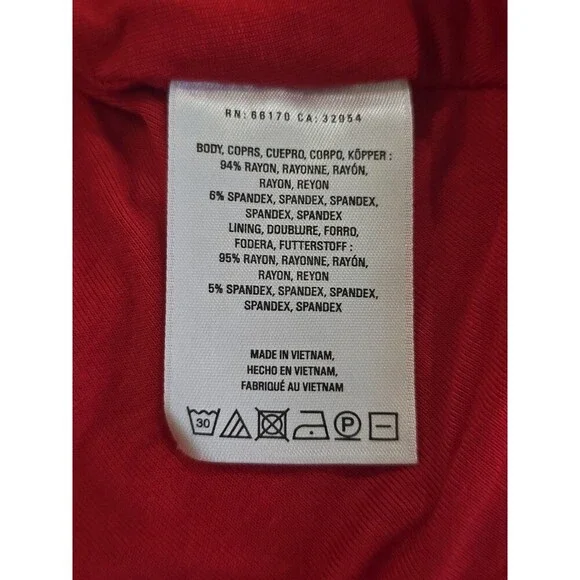 RN: 66170 CA: 32054
BODY, COPRS, CUEPRO, CORPO, KÖPPER :
94% RAYON, RAYONNE, RAYÓN,
RAYON, REYON
6% SPANDEX, SPANDEX, SPANDEX,
SPANDEX, SPANDEX
LINING, DOUBLURE, FORRO,
FODERA, FUTTERSTOFF :
95% RAYON, RAYONNE, RAYÓN,
RAYON, REYON
5% SPANDEX, SPANDEX, SPANDEX,
SPANDEX, SPANDEX
MADE IN VIETNAM,
HECHO EN VIETNAM,
FABRIQUÉ AU VIETNAM
30 P